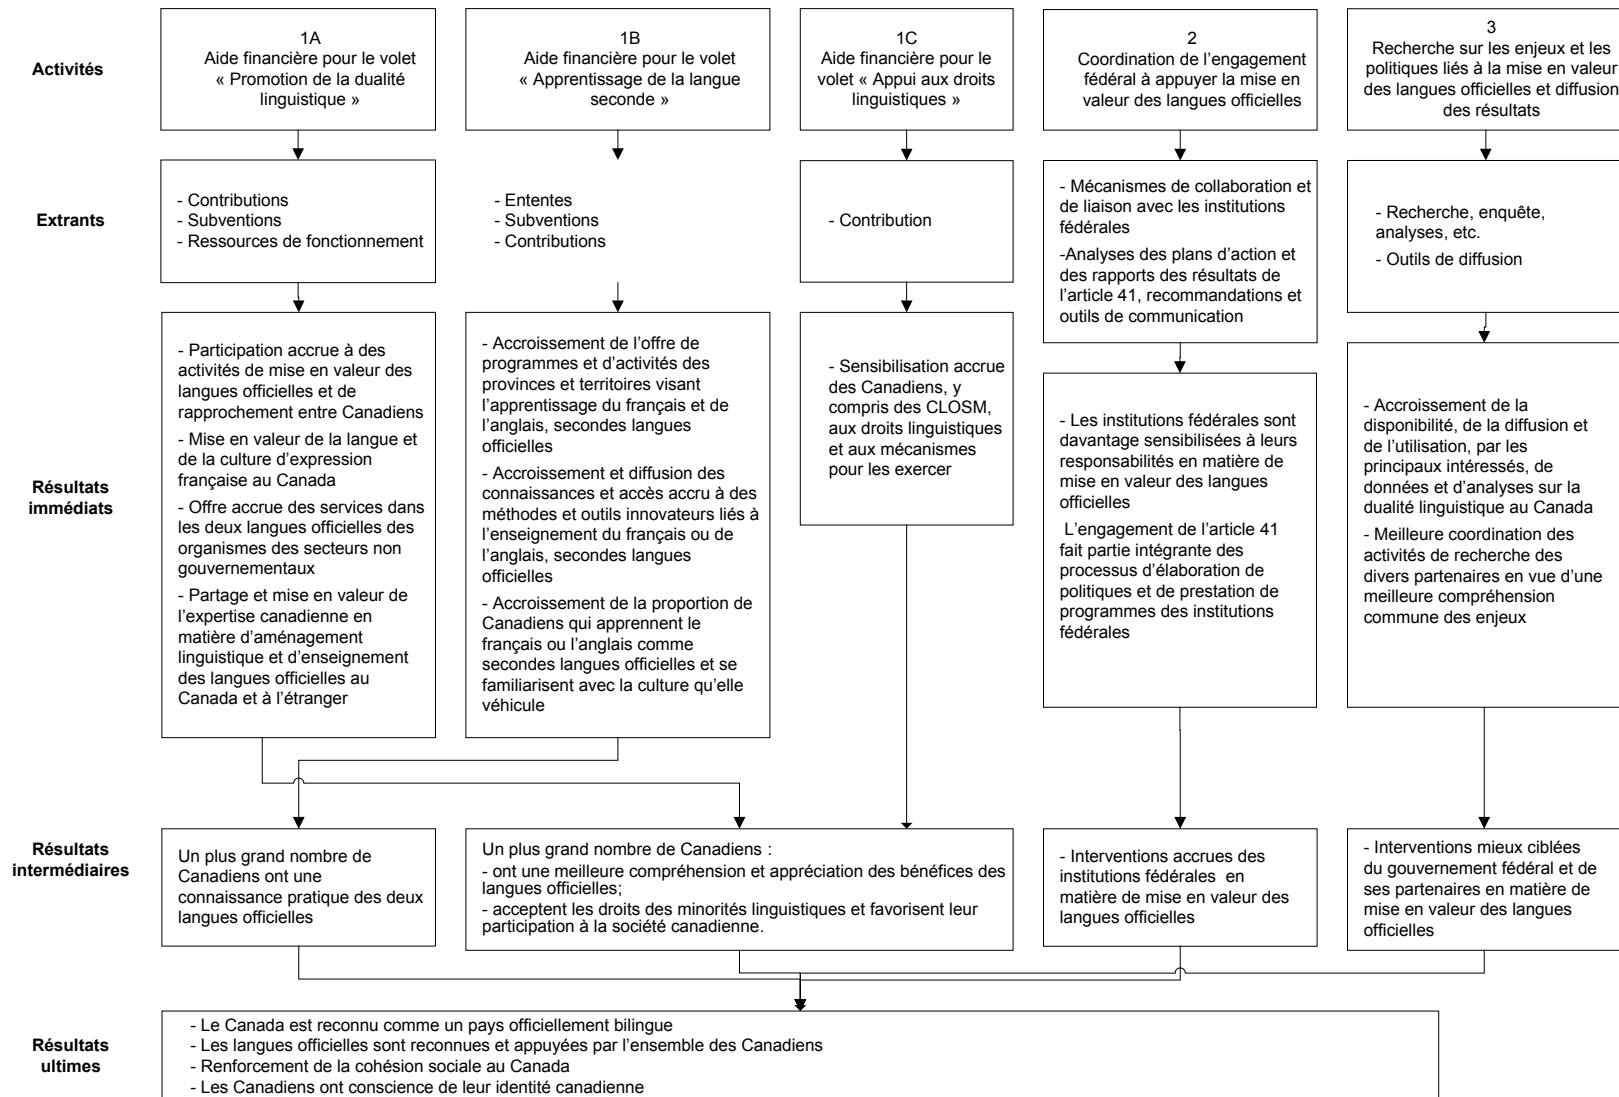 Activités
1A
Aide financière pour le volet
« Promotion de la dualité
linguistique »
1B
Aide financière pour le volet
« Apprentissage de la langue
seconde »
1C
Aide financière pour le
volet « Appui aux droits
linguistiques »
2
Coordination de l’engagement
fédéral à appuyer la mise en
valeur des langues officielles
3
Recherche sur les enjeux et les
politiques liés à la mise en valeur
des langues officielles et diffusion
des résultats
Extrants
- Contributions
- Subventions
- Ressources de fonctionnement
- Ententes
- Subventions
- Contributions
- Contribution
- Mécanismes de collaboration et
de liaison avec les institutions
fédérales
-Analyses des plans d’action et
des rapports des résultats de
l’article 41, recommandations et
outils de communication
- Recherche, enquête,
analyses, etc.
- Outils de diffusion
Résultats
immédiats
- Participation accrue à des
activités de mise en valeur des
langues officielles et de
rapprochement entre Canadiens
- Mise en valeur de la langue et
de la culture d’expression
française au Canada
- Offre accrue des services dans
les deux langues officielles des
organismes des secteurs non
gouvernementaux
- Partage et mise en valeur de
l’expertise canadienne en
matière d’aménagement
linguistique et d’enseignement
des langues officielles au
Canada et à l’étranger
- Accroissement de l’offre de
programmes et d’activités des
provinces et territoires visant
l’apprentissage du français et de
l’anglais, secondes langues
officielles
- Accroissement et diffusion des
connaissances et accès accru à des
méthodes et outils innovateurs liés à
l’enseignement du français ou de
l’anglais, secondes langues
officielles
- Accroissement de la proportion de
Canadiens qui apprennent le
français ou l’anglais comme
secondes langues officielles et se
familiarisent avec la culture qu’elle
véhicule
- Sensibilisation accrue
des Canadiens, y
compris des CLOSM,
aux droits linguistiques
et aux mécanismes
pour les exercer
- Les institutions fédérales sont
davantage sensibilisées à leurs
responsabilités en matière de
mise en valeur des langues
officielles
L’engagement de l’article 41
fait partie intégrante des
processus d’élaboration de
politiques et de prestation de
programmes des institutions
fédérales
- Accroissement de la
disponibilité, de la diffusion et
de l’utilisation, par les
principaux intéressés, de
données et d’analyses sur la
dualité linguistique au Canada
- Meilleure coordination des
activités de recherche des
divers partenaires en vue d’une
meilleure compréhension
commune des enjeux
Résultats
intermédiaires
Un plus grand nombre de
Canadiens ont une
connaissance pratique des deux
langues officielles
Un plus grand nombre de Canadiens :
- ont une meilleure compréhension et appréciation des bénéfices des
langues officielles;
- acceptent les droits des minorités linguistiques et favorisent leur
participation à la société canadienne.
- Interventions accrues des
institutions fédérales en
matière de mise en valeur des
langues officielles
- Interventions mieux ciblées
du gouvernement fédéral et de
ses partenaires en matière de
mise en valeur des langues
officielles
Résultats
ultimes
- Le Canada est reconnu comme un pays officiellement bilingue
- Les langues officielles sont reconnues et appuyées par l’ensemble des Canadiens
- Renforcement de la cohésion sociale au Canada
- Les Canadiens ont conscience de leur identité canadienne